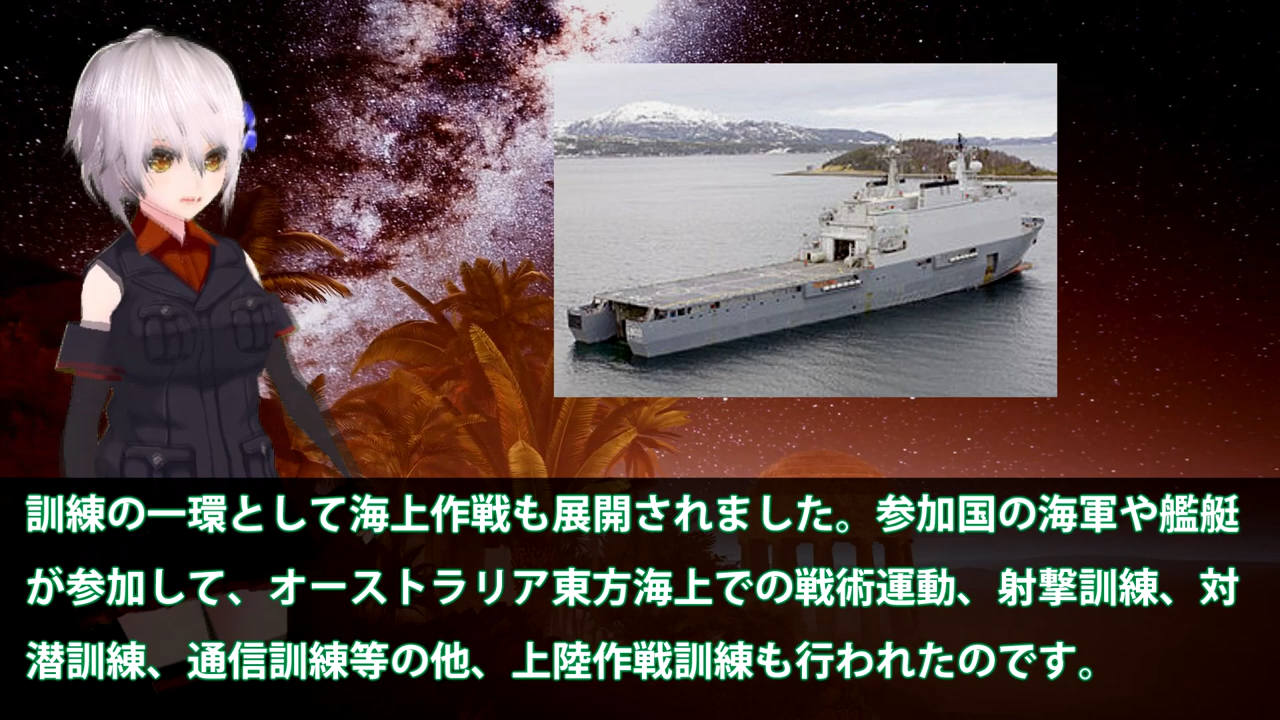 訓練の一環として海上作戦も展開されました。参加国の海軍や艦艇
が参加して、オーストラリア東方海上での戦術運動、射撃訓練、対
潜訓練、通信訓練等の他、上陸作戦訓練も行われたのです。